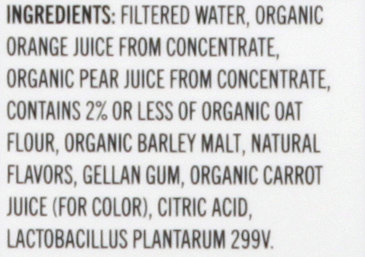 INGREDIENTS: FILTERED WATER, ORGANIC
ORANGE JUICE FROM CONCENTRATE,
ORGANIC PEAR JUICE FROM CONCENTRATE,
CONTAINS 2% OR LESS OF ORGANIC OAT
FLOUR, ORGANIC BARLEY MALT, NATURAL
FLAVORS, GELLAN GUM, ORGANIC CARROT
JUICE (FOR COLOR), CITRIC ACID,
LACTOBACILLUS PLANTARUM 299V.